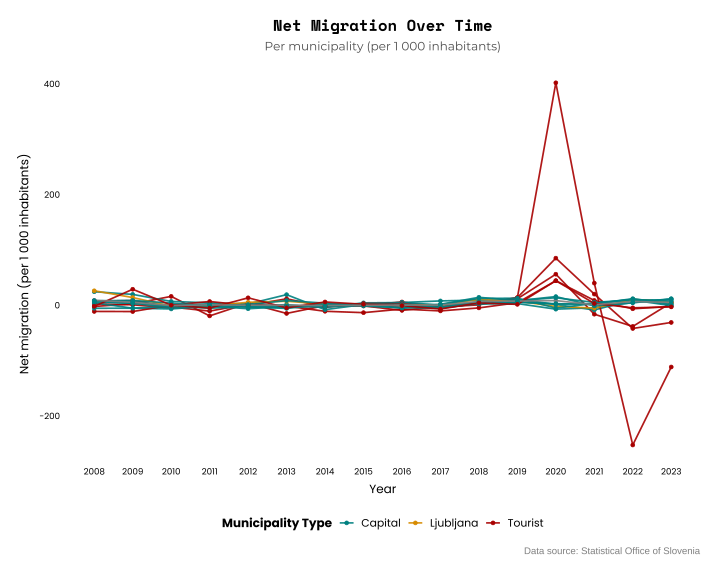 Net Migration Over Time
Per municipality (per 1 000 inhabitants)
Net migration (per 1 000 inhabitants)
400
200
0
−200
2008 2009 2010 2011 2012 2013 2014 2015 2016 2017 2018 2019 2020 2021 2022 2023
Year
Municipality Type Capital Ljubljana Tourist
Data source: Statistical Office of Slovenia